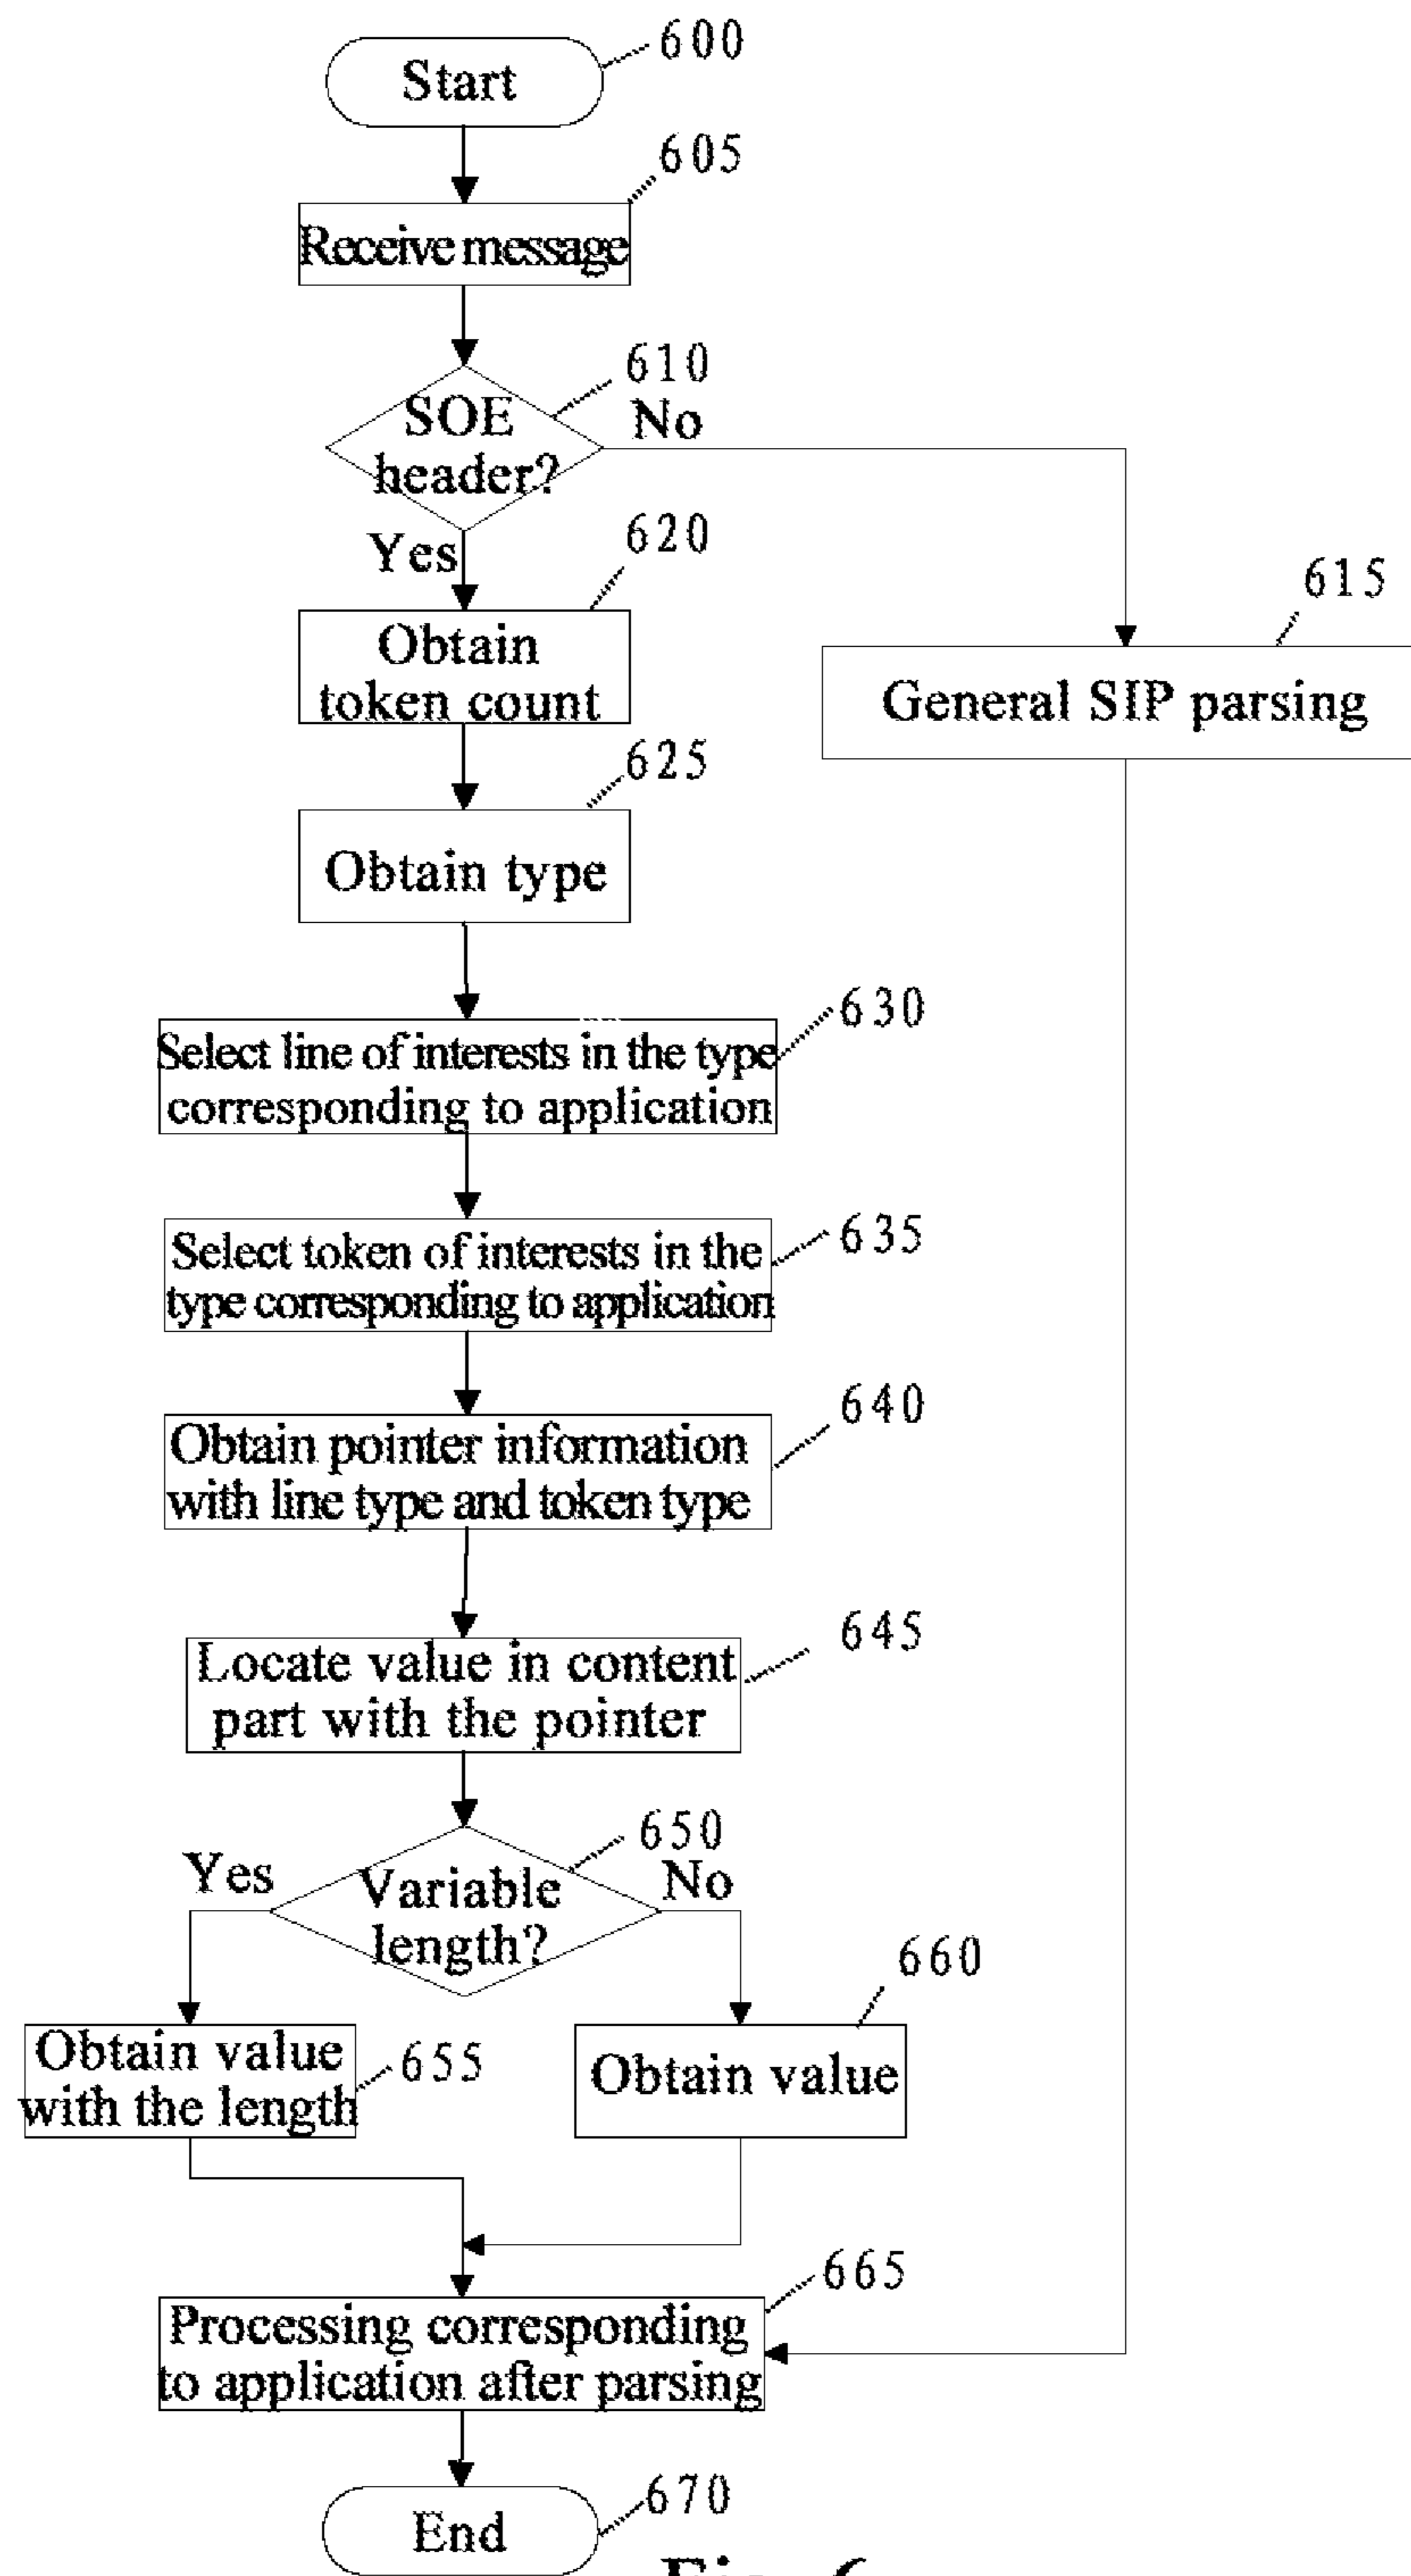 600
Start
605
Receive message
610
SOE
header?
No
Yes
620
Obtain
token count
615
General SIP parsing
625
Obtain type
630
Select line of interests in the type
corresponding to application
635
Select token of interests in the
type corresponding to application
640
Obtain pointer information
with line type and token type
645
Locate value in content
part with the pointer
650
Yes
Variable
length?
No
660
Obtain value
with the length
655
Obtain value
665
Processing corresponding
to application after parsing
670
End